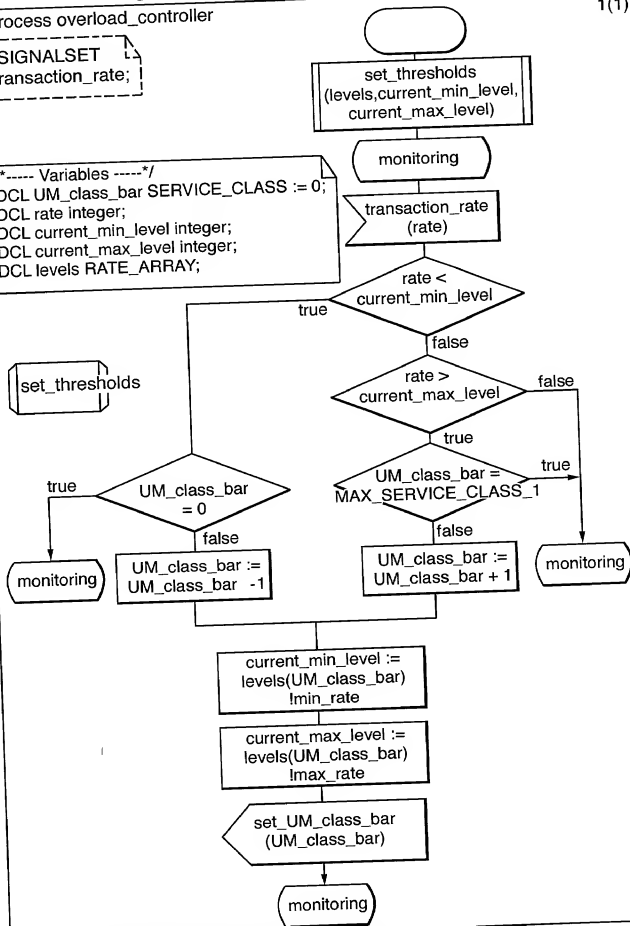 rocess overload_controller
1(1)
SIGNALSET
ransaction_rate;
set_thresholds
(levels,current_min_level,
current_max_level)
monitoring
*----- Variables -----*/
DCL UM_class_bar SERVICE_CLASS := 0;
DCL rate integer;
DCL current_min_level integer;
DCL current_max_level integer;
DCL levels RATE_ARRAY;
transaction_rate
(rate)
rate <
current_min_level
true
false
set_thresholds
rate >
current_max_level
false
true
UM_class_bar =
MAX_SERVICE_CLASS_1
true
false
true
UM_class_bar
= 0
false
monitoring
UM_class_bar :=
UM_class_bar -1
UM_class_bar :=
UM_class_bar + 1
monitoring
current_min_level :=
levels(UM_class_bar)
!min_rate
current_max_level :=
levels(UM_class_bar)
!max_rate
set_UM_class_bar
(UM_class_bar)
monitoring